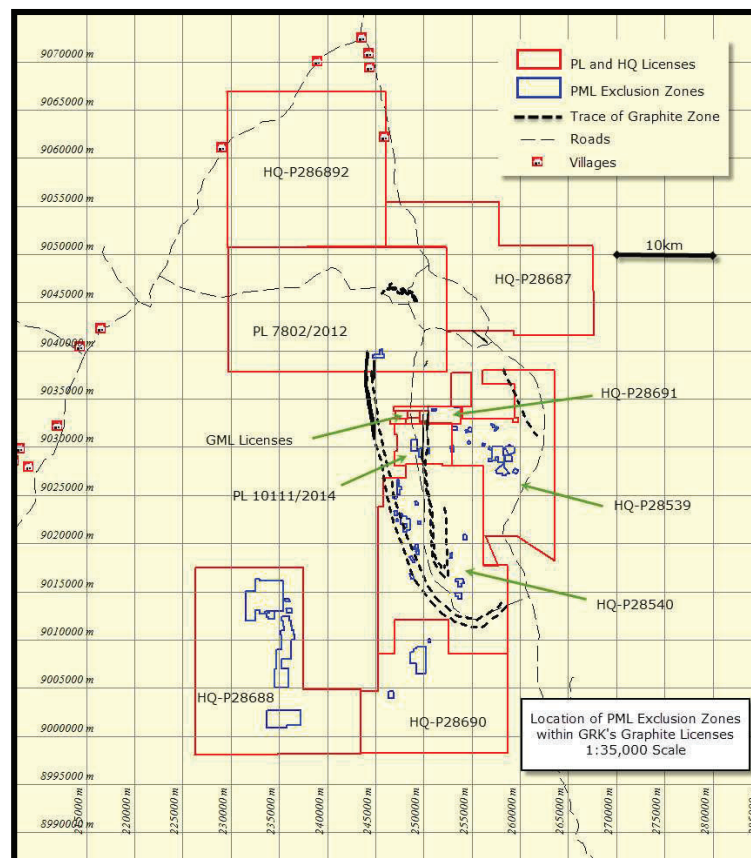 9070000 m
9065000 m
9060000 m
9055000 m
9050000 m
9045000 m
9040000 m
9035000 m
9030000 m
9025000 m
9020000 m
9015000 m
9010000 m
9005000 m
9000000 m
8995000 m
8990000 m
PL and HQ Licenses
PML Exclusion Zones
Trace of Graphite Zone
Roads
Villages
HQ-P286892
10km
HQ-P28687
PL 7802/2012
HQ-P28691
GML Licenses
PL 10111/2014
HQ-P28539
HQ-P28540
HQ-P28688
HQ-P28690
Location of PML Exclusion Zones
within GRK's Graphite Licenses
1:35,000 Scale
220000 m
225000 m
230000 m
235000 m
240000 m
245000 m
250000 m
255000 m
260000 m
265000 m
270000 m
275000 m
280000 m